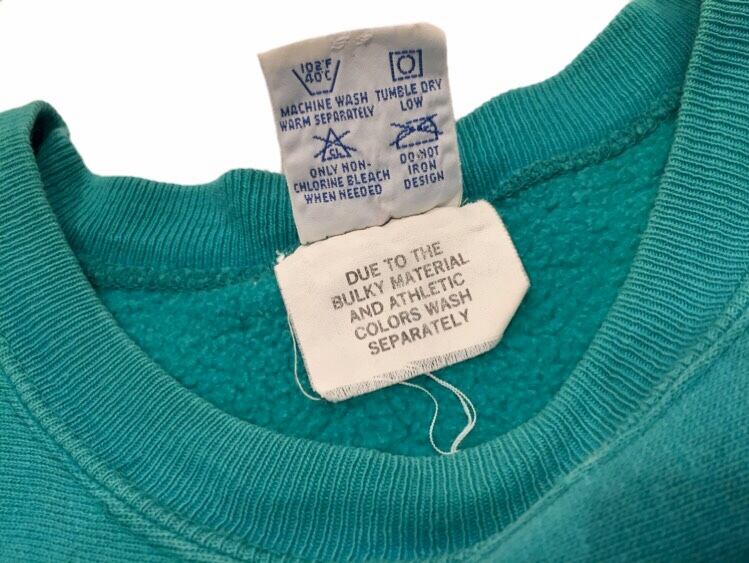 102°F
40°C
MACHINE WASH
WARM SEPARATELY
TUMBLE DRY
LOW
CL
ONLY NON-
CHLORINE BLEACH
WHEN NEEDED
DO NOT
IRON
DESIGN
DUE TO THE
BULKY MATERIAL
AND ATHLETIC
COLORS WASH
SEPARATELY